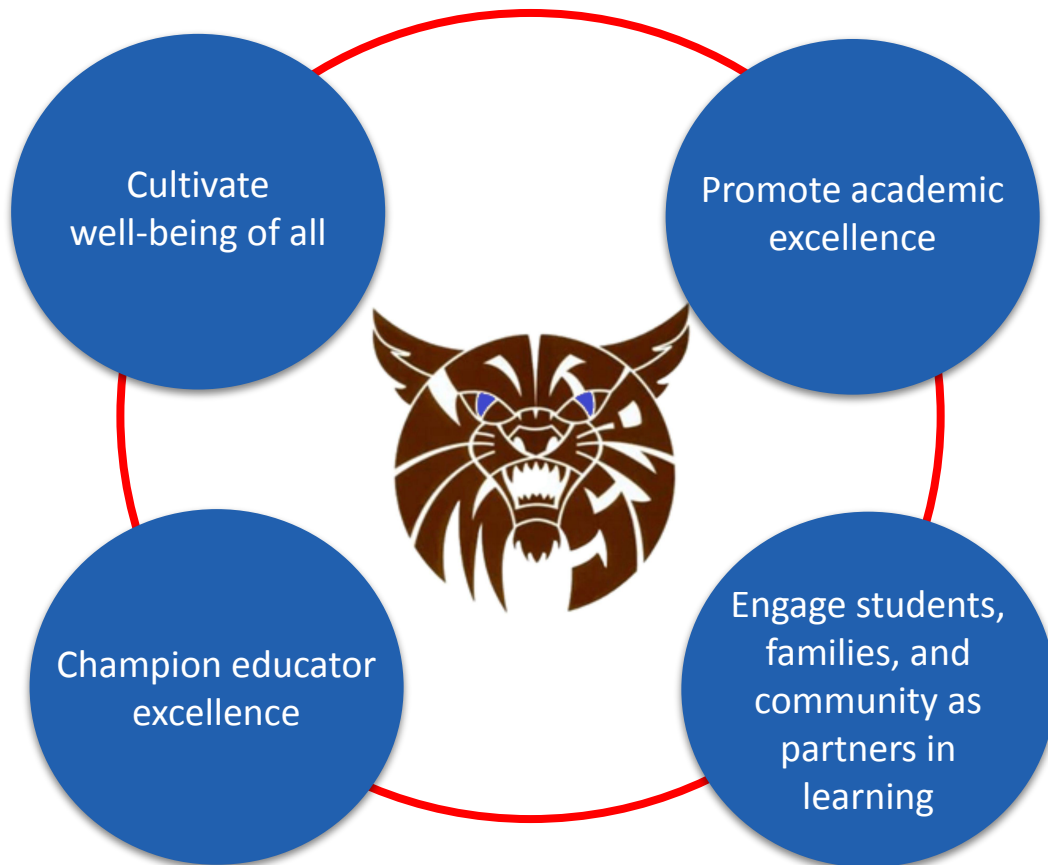 Cultivate
well-being of all
Promote academic
excellence
Champion educator
excellence
Engage students,
families, and
community as
partners in
learning